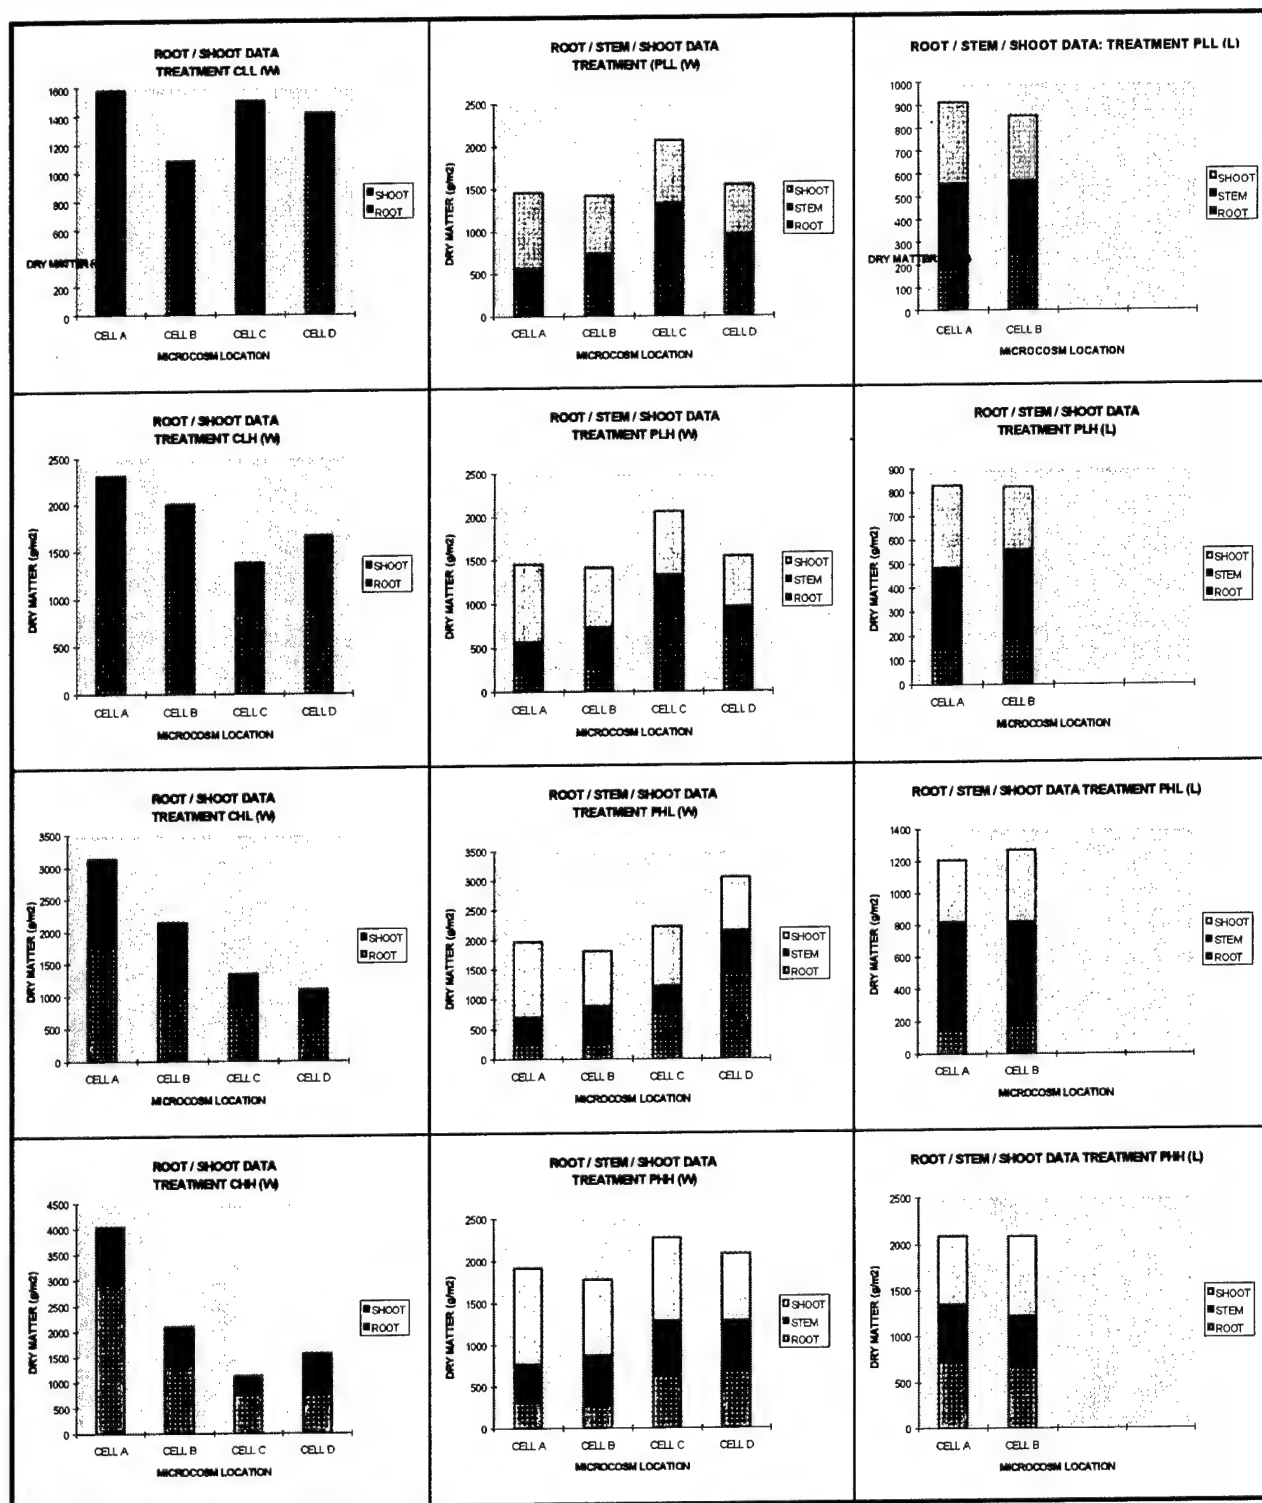 ROOT / SHOOT DATA
TREATMENT CLL (W)
1600
1400
1200
1000
800
600
400
200
0
DRY MATTER
CELL A CELL B CELL C CELL D
MICROCOSM LOCATION
SHOOT
ROOT
ROOT / STEM / SHOOT DATA
TREATMENT (PLL (W)
2500
2000
1500
1000
500
0
DRY MATTER (g/m2)
CELL A CELL B CELL C CELL D
MICROCOSM LOCATION
SHOOT
STEM
ROOT
ROOT / STEM / SHOOT DATA: TREATMENT PLL (L)
1000
900
800
700
600
500
400
300
200
100
0
DRY MATTER
CELL A CELL B
MICROCOSM LOCATION
SHOOT
STEM
ROOT
ROOT / SHOOT DATA
TREATMENT CLH (W)
2500
2000
1500
1000
500
0
DRY MATTER (g/m2)
CELL A CELL B CELL C CELL D
MICROCOSM LOCATION
SHOOT
ROOT
ROOT / STEM / SHOOT DATA
TREATMENT PLH (W)
2500
2000
1500
1000
500
0
DRY MATTER (g/m2)
CELL A CELL B CELL C CELL D
MICROCOSM LOCATION
SHOOT
STEM
ROOT
ROOT / STEM / SHOOT DATA
TREATMENT PLH (L)
900
800
700
600
500
400
300
200
100
0
DRY MATTER (g/m2)
CELL A CELL B
MICROCOSM LOCATION
SHOOT
STEM
ROOT
ROOT / SHOOT DATA
TREATMENT CHL (W)
3500
3000
2500
2000
1500
1000
500
0
DRY MATTER (g/m2)
CELL A CELL B CELL C CELL D
MICROCOSM LOCATION
SHOOT
ROOT
ROOT / STEM / SHOOT DATA
TREATMENT PHL (W)
3500
3000
2500
2000
1500
1000
500
0
DRY MATTER (g/m2)
CELL A CELL B CELL C CELL D
MICROCOSM LOCATION
SHOOT
STEM
ROOT
ROOT / STEM / SHOOT DATA TREATMENT PHL (L)
1400
1200
1000
800
600
400
200
0
DRY MATTER (g/m2)
CELL A CELL B
MICROCOSM LOCATION
SHOOT
STEM
ROOT
ROOT / SHOOT DATA
TREATMENT CHH (W)
4500
4000
3500
3000
2500
2000
1500
1000
500
0
DRY MATTER (g/m2)
CELL A CELL B CELL C CELL D
MICROCOSM LOCATION
SHOOT
ROOT
ROOT / STEM / SHOOT DATA
TREATMENT PHH (W)
2500
2000
1500
1000
500
0
DRY MATTER (g/m2)
CELL A CELL B CELL C CELL D
MICROCOSM LOCATION
SHOOT
STEM
ROOT
ROOT / STEM / SHOOT DATA TREATMENT PHH (L)
2500
2000
1500
1000
500
0
DRY MATTER (g/m2)
CELL A CELL B
MICROCOSM LOCATION
SHOOT
STEM
ROOT